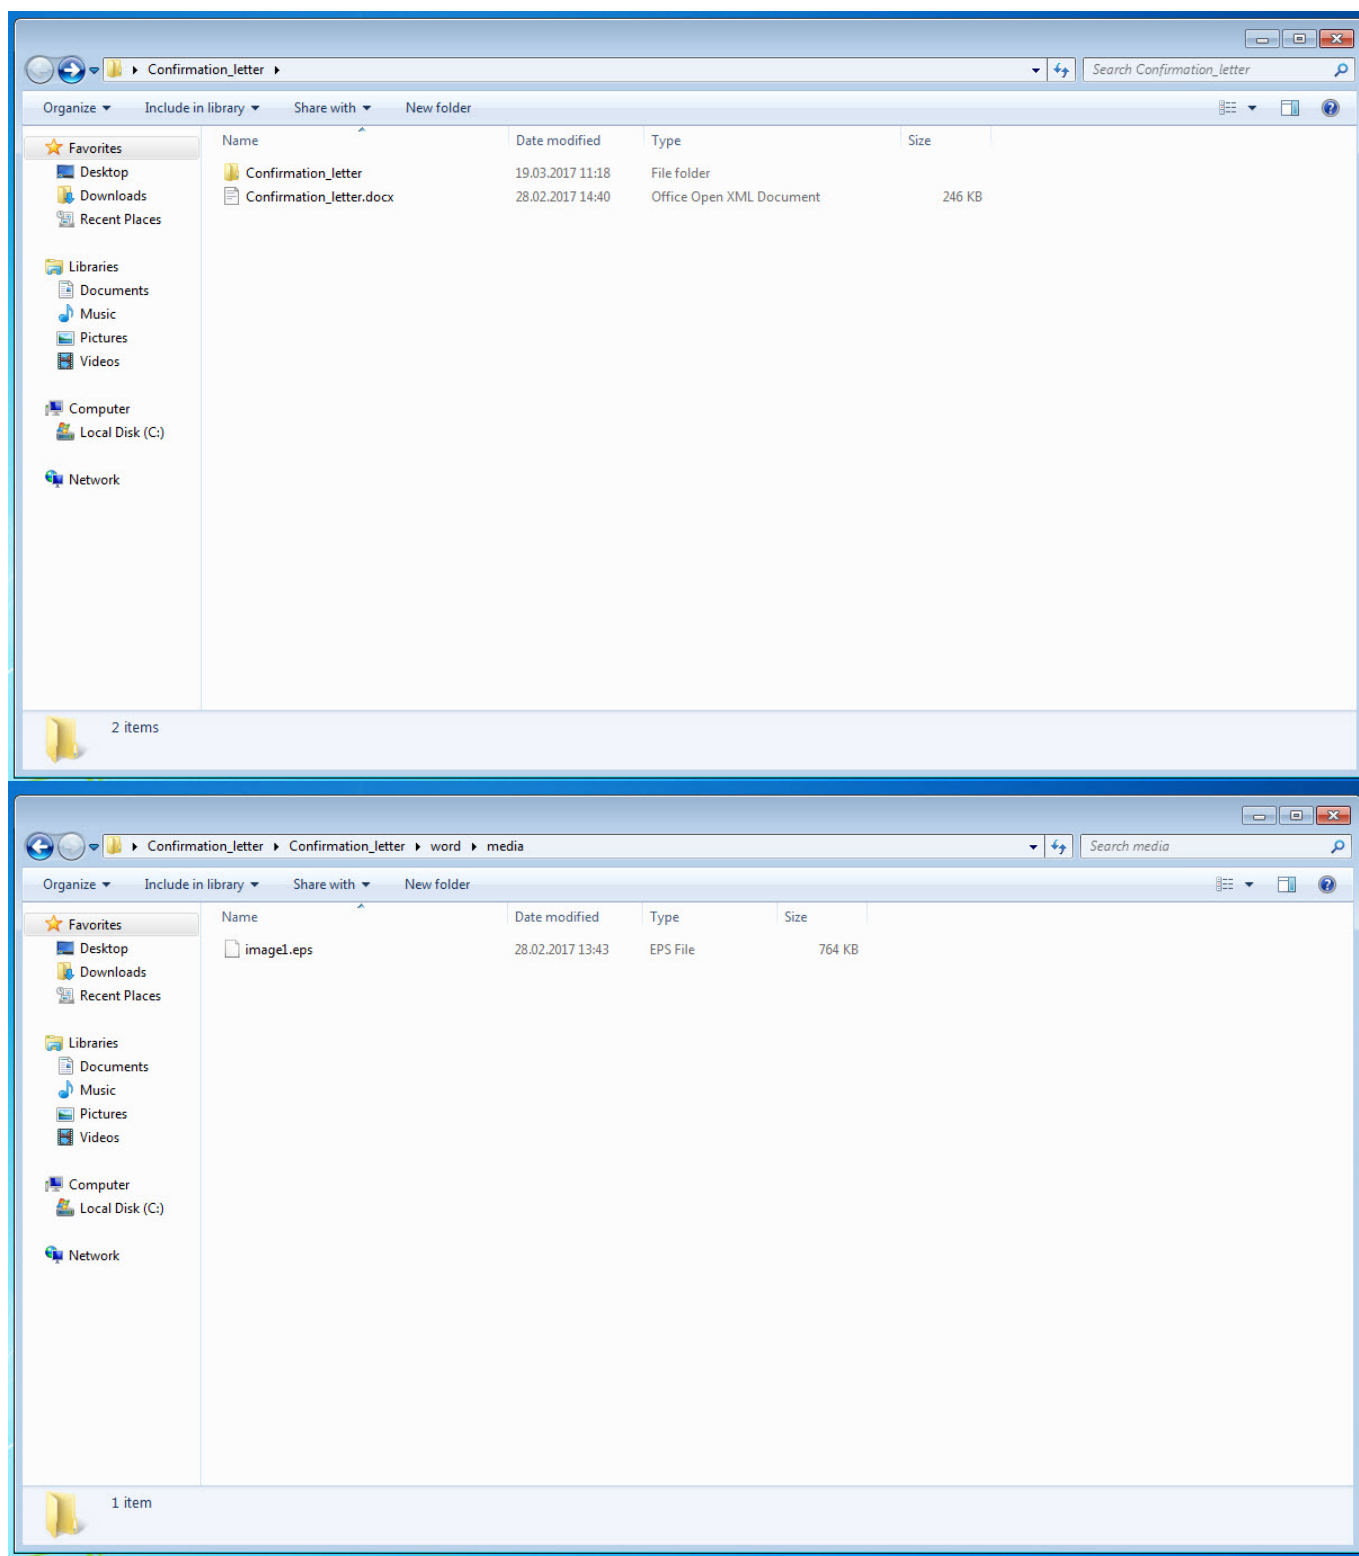 Confirmation_letter
Search Confirmation_letter
Organize Include in library Share with New folder
Favorites
Desktop
Downloads
Recent Places
Libraries
Documents
Music
Pictures
Videos
Computer
Local Disk (C:)
Network
Name Date modified Type Size
Confirmation_letter 19.03.2017 11:18 File folder
Confirmation_letter.docx 28.02.2017 14:40 Office Open XML Document 246 KB
2 items
Confirmation_letter Confirmation_letter word media
Search media
Organize Include in library Share with New folder
Favorites
Desktop
Downloads
Recent Places
Libraries
Documents
Music
Pictures
Videos
Computer
Local Disk (C:)
Network
Name Date modified Type Size
image1.eps 28.02.2017 13:43 EPS File 764 KB
1 item